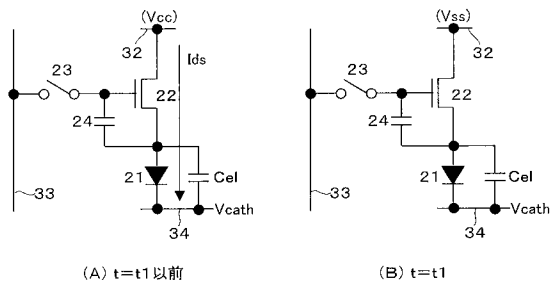 (Vcc)
32
Ids
23
22
24
21
Cel
33
Vcath
34
(A) t=t1以前
(Vss)
32
23
22
24
21
Cel
33
Vcath
34
(B) t=t1